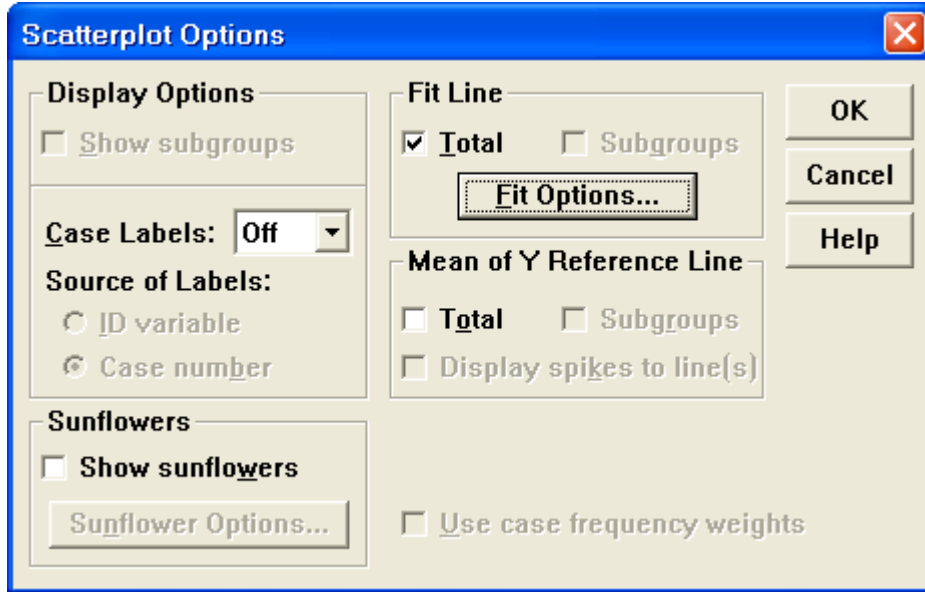 Scatterplot Options
Display Options
Show subgroups
Case Labels: Off
Source of Labels:
ID variable
Case number
Sunflowers
Show sunflowers
Sunflower Options...
Fit Line
Total Subgroups
Fit Options...
Mean of Y Reference Line
Total Subgroups
Display spikes to line(s)
Use case frequency weights
OK
Cancel
Help